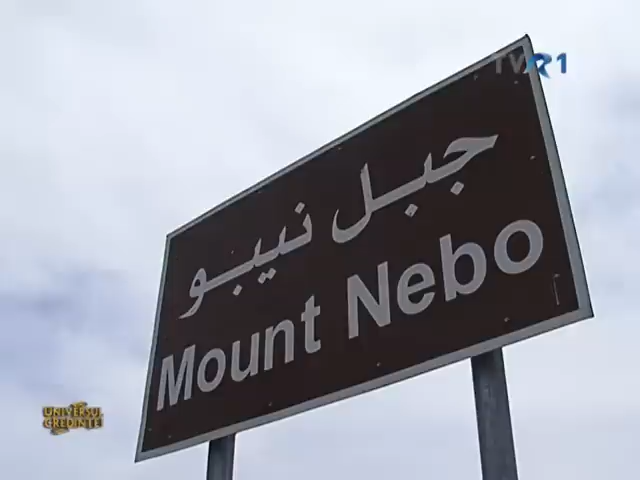 TVR1
جبل نيبو
Mount Nebo
UNIVERSUL
CREDINȚEI